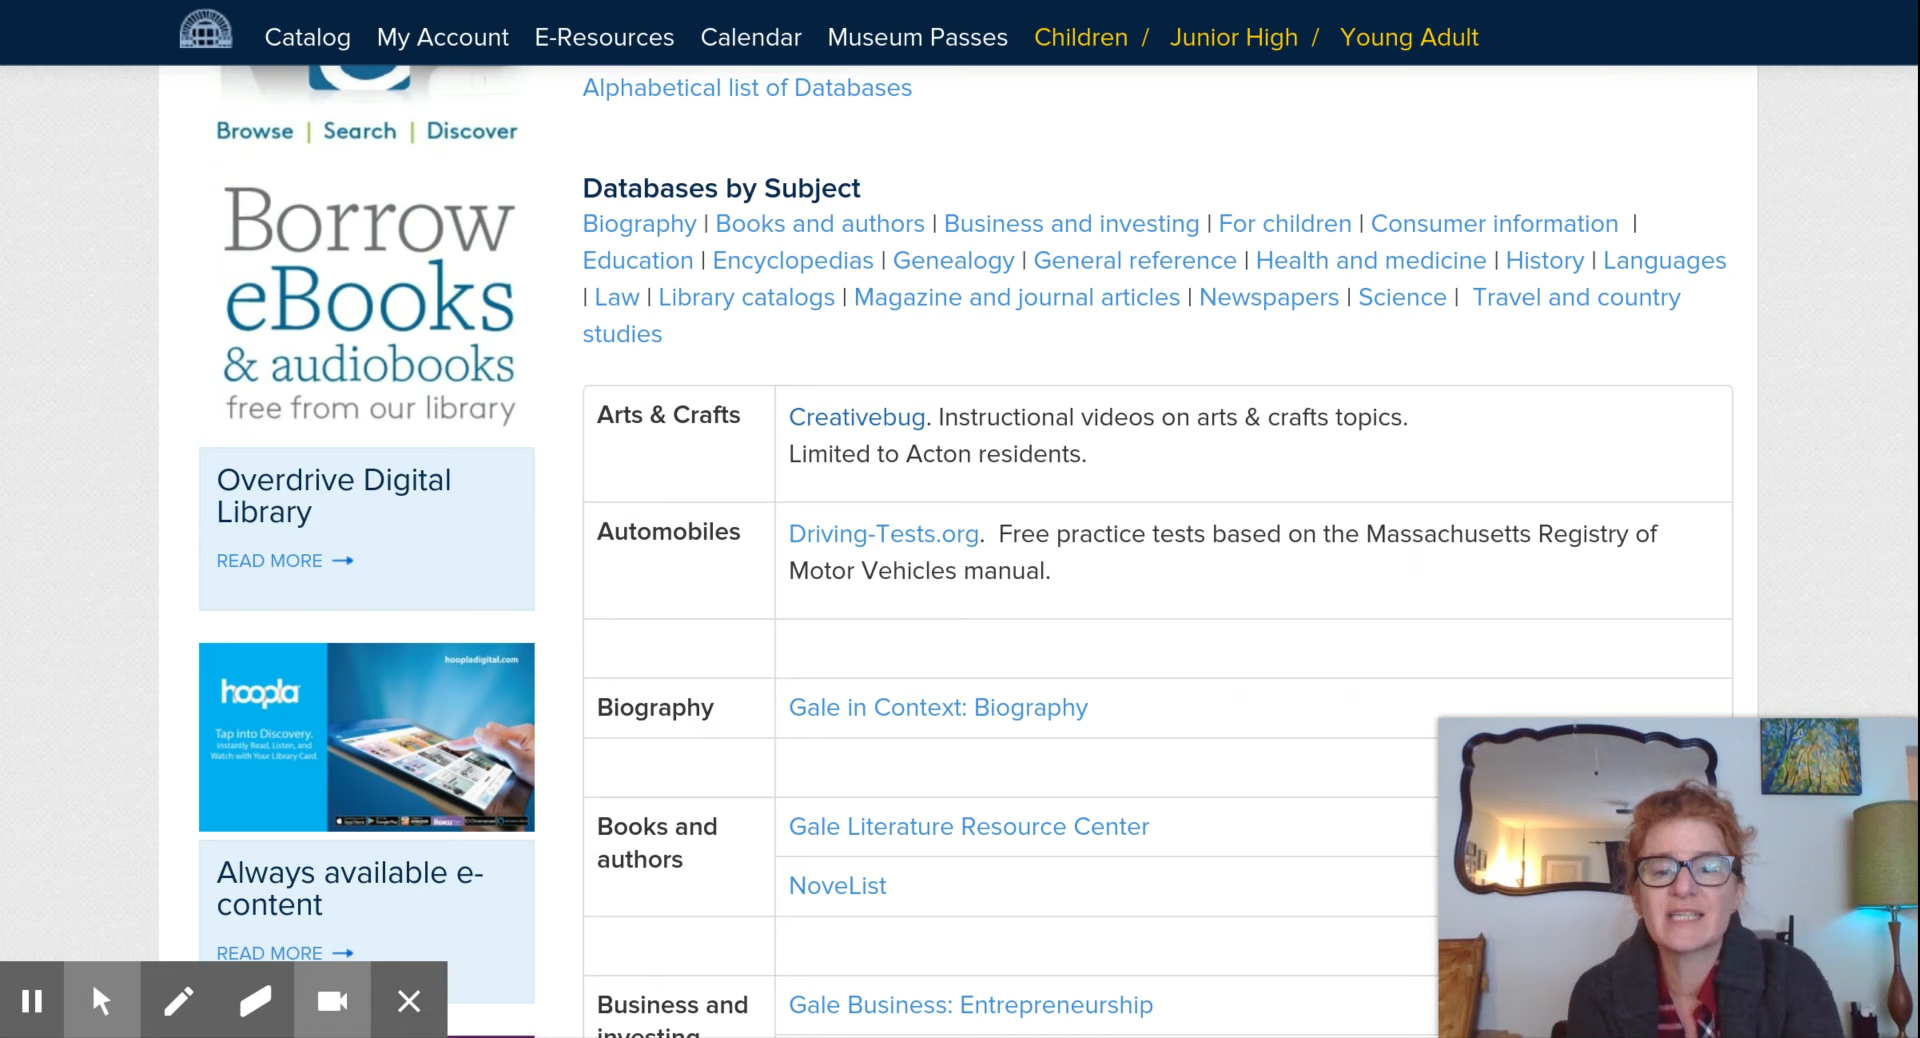 Catalog My Account E-Resources Calendar Museum Passes Children / Junior High / Young Adult
Browse | Search | Discover
Borrow
eBooks
& audiobooks
free from our library
Overdrive Digital
Library
READ MORE →
hoopladigital.com
hoopla
Tap into Discovery.
Instantly Read, Listen, and
Watch with Your Library Card.
Always available e-
content
READ MORE →
Alphabetical list of Databases
Databases by Subject
Biography | Books and authors | Business and investing | For children | Consumer information |
Education | Encyclopedias | Genealogy | General reference | Health and medicine | History | Languages
| Law | Library catalogs | Magazine and journal articles | Newspapers | Science | Travel and country
studies
Arts & Crafts
Creativebug. Instructional videos on arts & crafts topics.
Limited to Acton residents.
Automobiles
Driving-Tests.org. Free practice tests based on the Massachusetts Registry of
Motor Vehicles manual.
Biography
Gale in Context: Biography
Books and
authors
Gale Literature Resource Center
NoveList
Business and
investing
Gale Business: Entrepreneurship